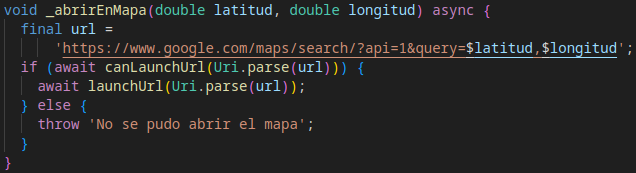 void _abrirEnMapa(double latitud, double longitud) async {
final url =
'https://www.google.com/maps/search/?api=1&query=$latitud,$longitud';
if (await canLaunchUrl(Uri.parse(url))) {
await launchUrl(Uri.parse(url));
} else {
throw 'No se pudo abrir el mapa';
}
}